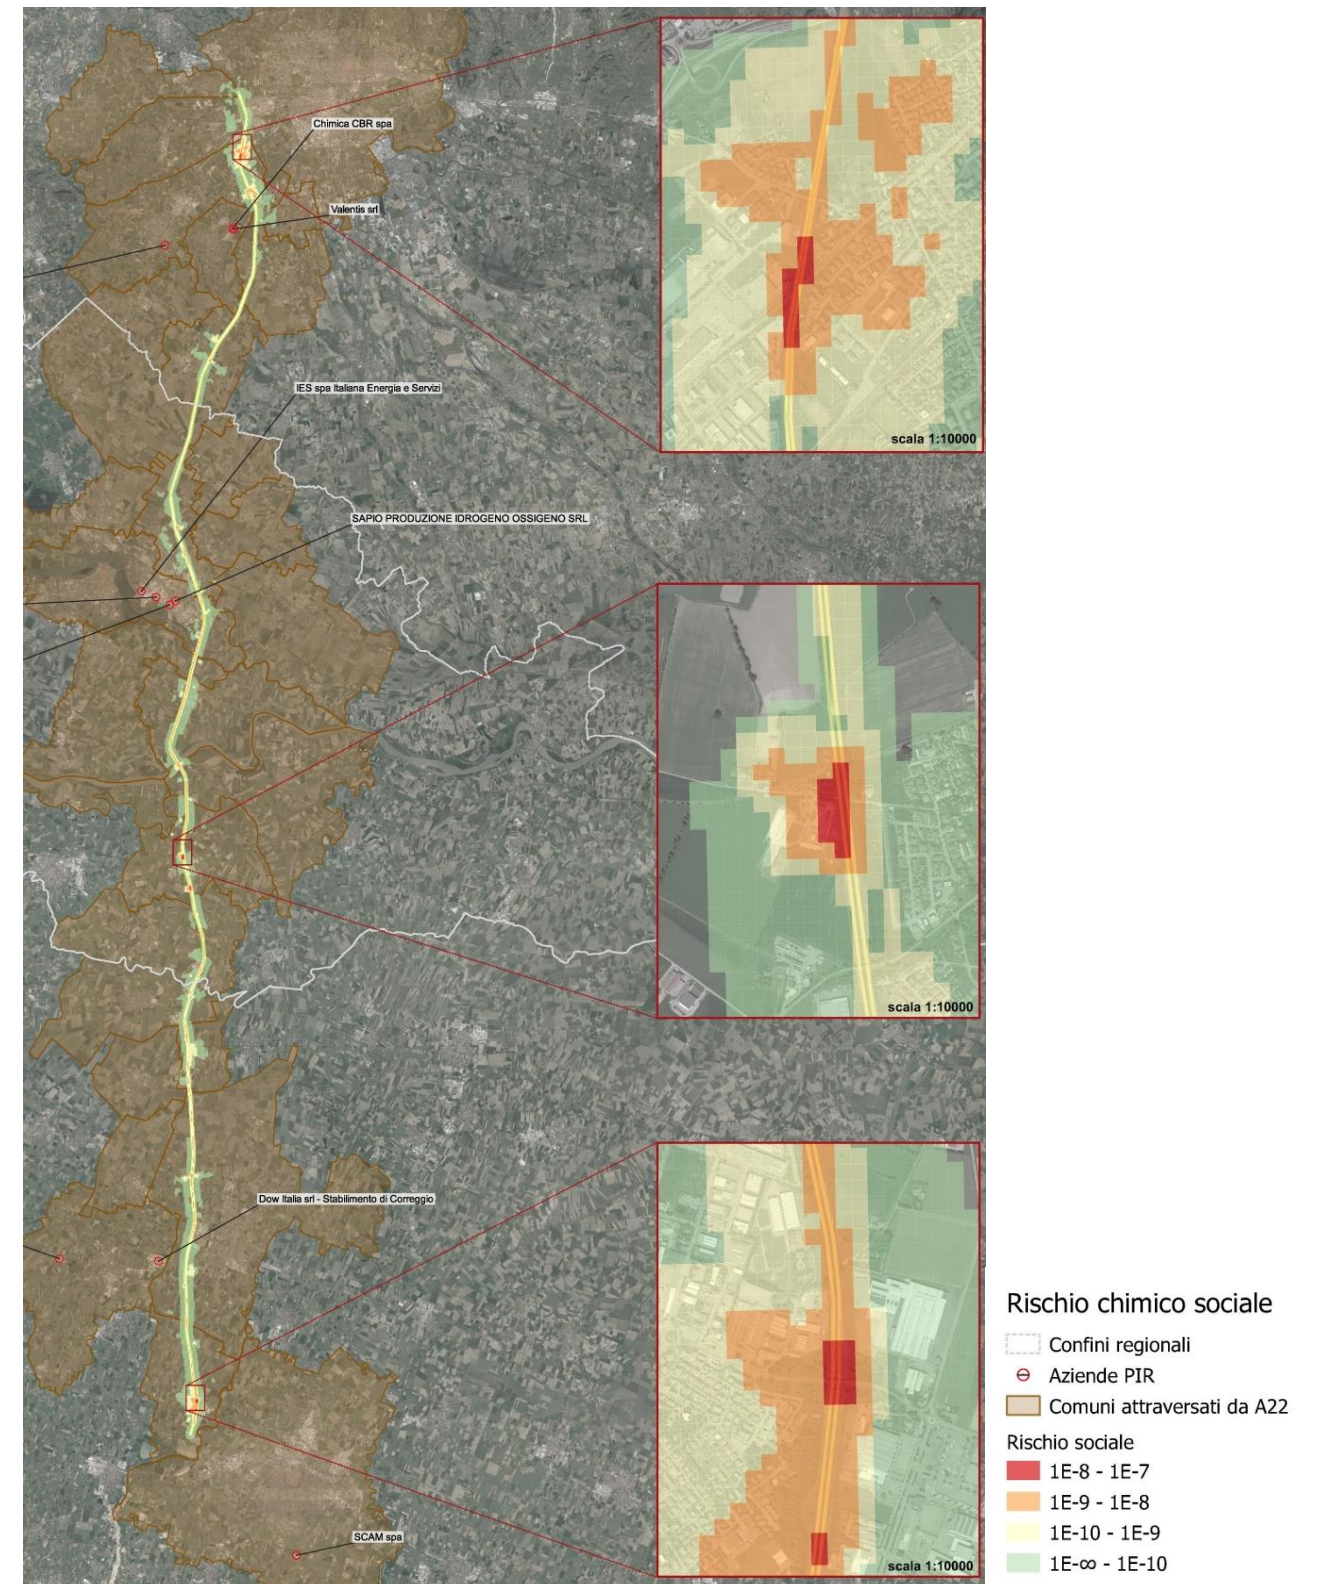 Chimica CBR spa
Valentis srl
IES spa Italiana Energia e Servizi
SAPIO PRODUZIONE IDROGENO OSSIGENO SRL
Dow Italia srl - Stabilimento di Correggio
SCAM spa
scala 1:10000
scala 1:10000
scala 1:10000
Rischio chimico sociale
Confini regionali
Aziende PIR
Comuni attraversati da A22
Rischio sociale
1E-8 - 1E-7
1E-9 - 1E-8
1E-10 - 1E-9
1E-∞ - 1E-10